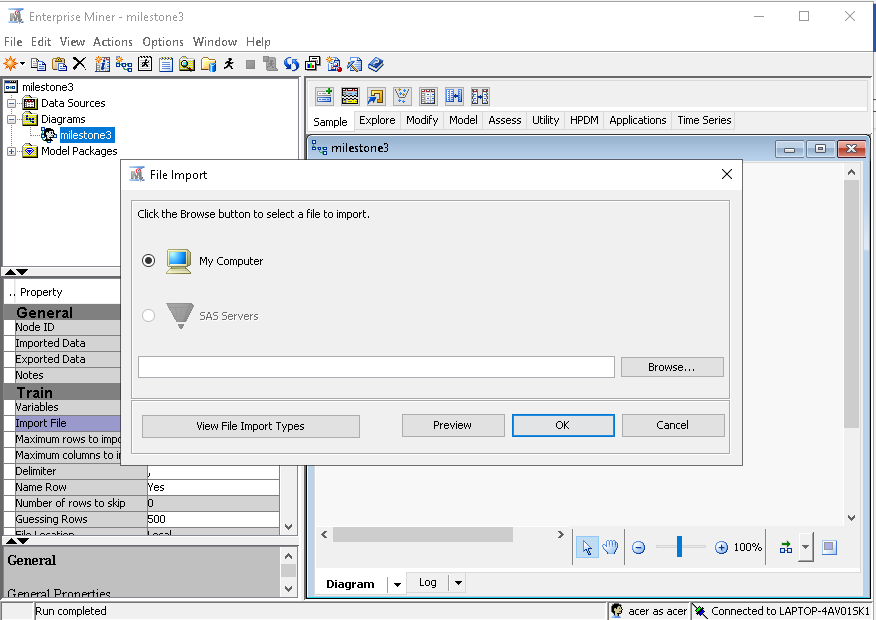 Enterprise Miner - milestone3
File Edit View Actions Options Window Help
milestone3
Data Sources
Diagrams
milestone3
Model Packages
Sample Explore Modify Model Assess Utility HPDM Applications Time Series
milestone3
File Import
Click the Browse button to select a file to import.
My Computer
SAS Servers
Browse...
View File Import Types Preview OK Cancel
.. Property
General
Node ID
Imported Data
Exported Data
Notes
Train
Variables
Import File
Maximum rows to impo
Maximum columns to i
Delimiter ,
Name Row Yes
Number of rows to skip 0
Guessing Rows 500
File Location Local
General
General Properties
100%
Diagram Log
Run completed
acer as acer Connected to LAPTOP-4AV015K1